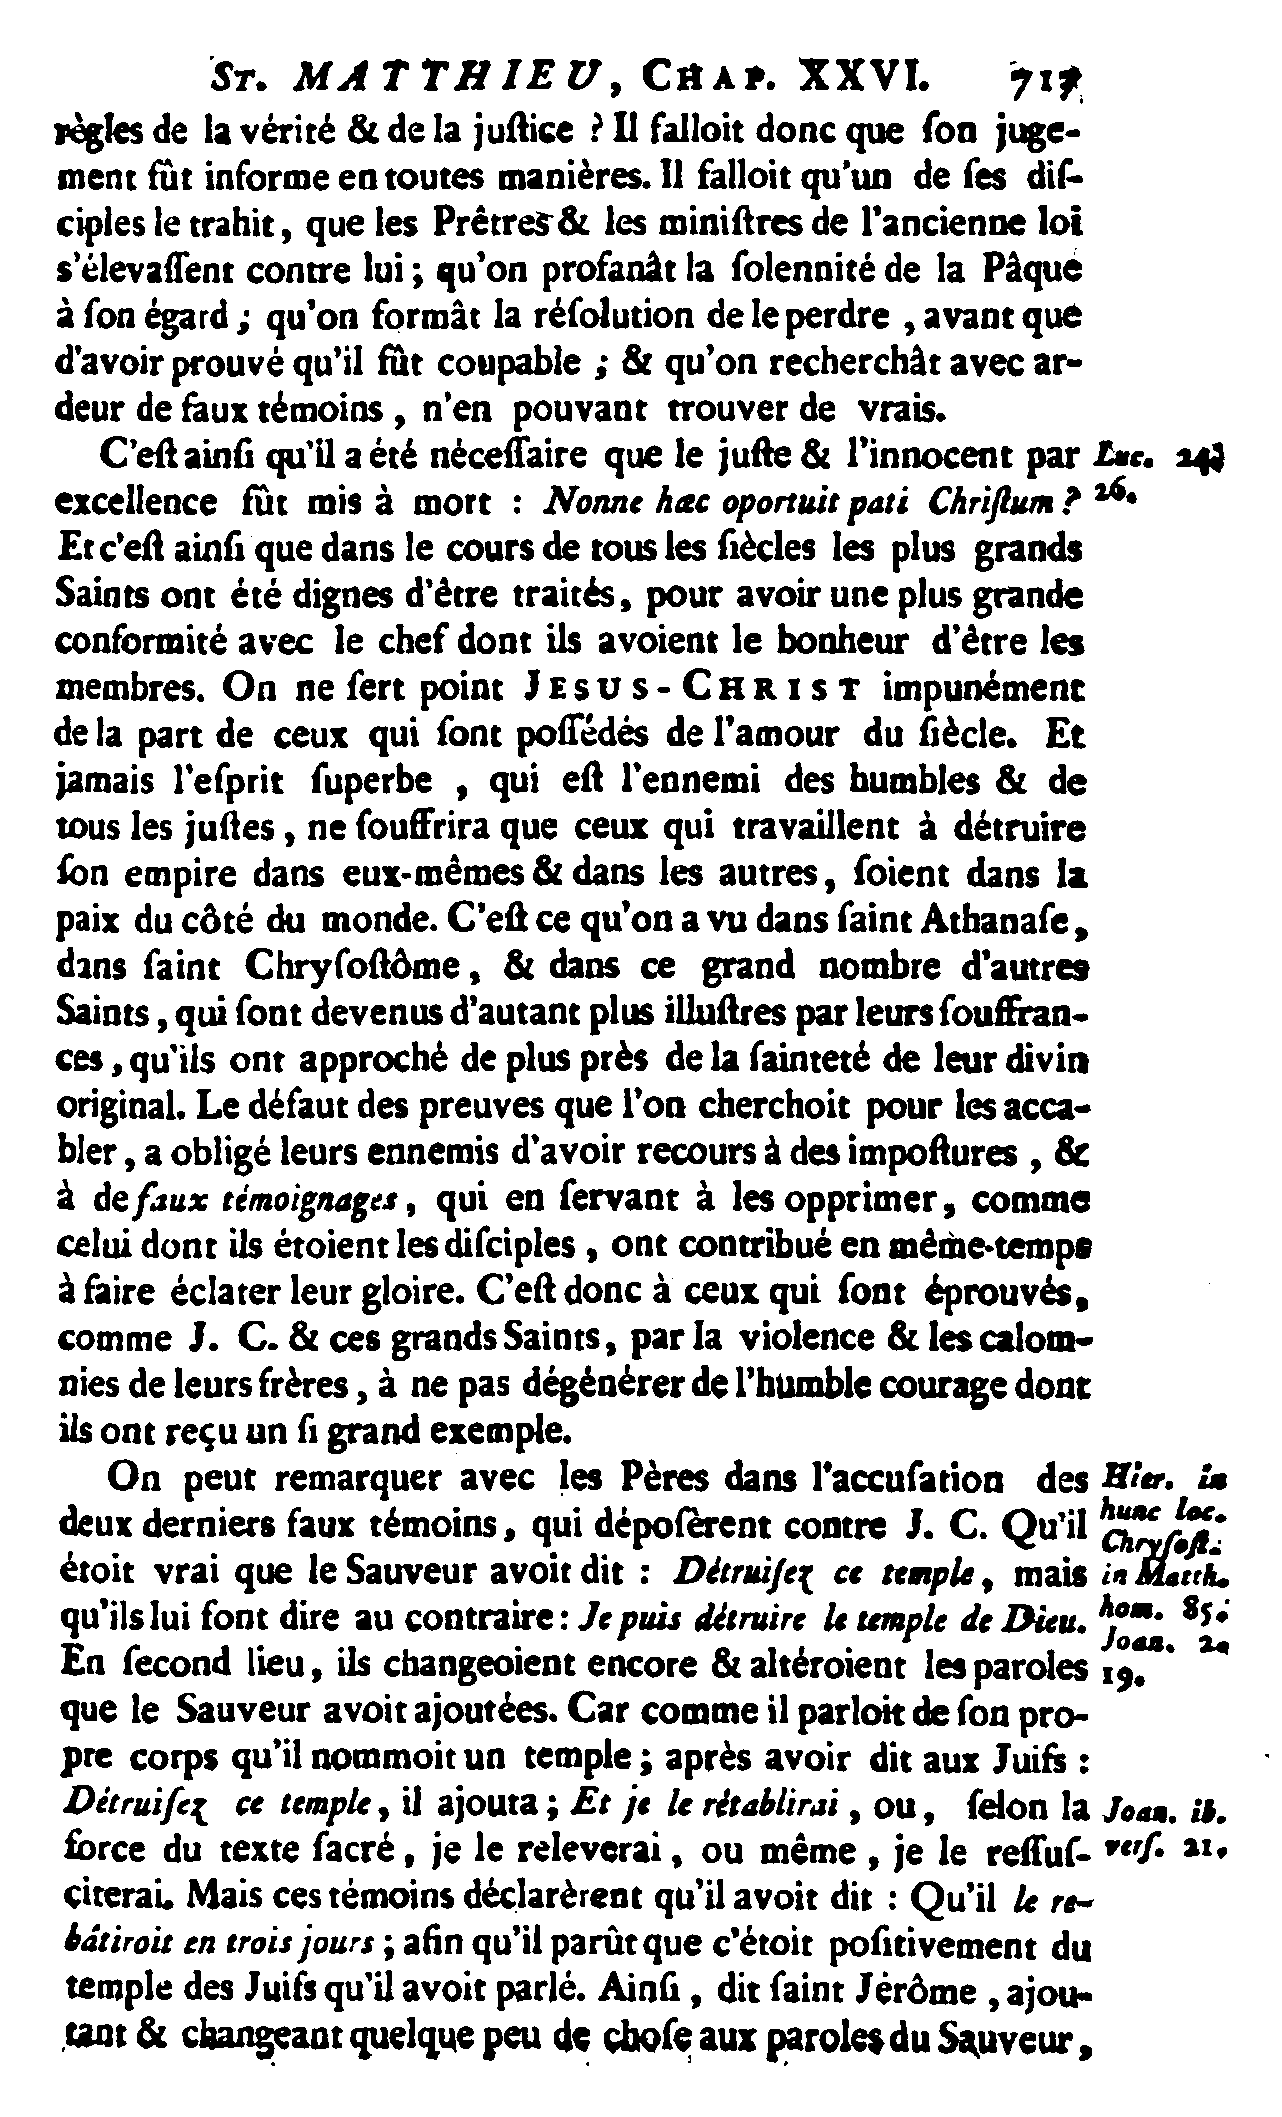 ST. MATTHIEU, CHAP. XXVI. 717
règles de la vérité & de la juſtice ? Il falloit donc que ſon juge-
ment fût informe en toutes manières. Il falloit qu'un de ſes diſ-
ciples le trahit, que les Prêtres & les miniſtres de l'ancienne loi
s'élevaſſent contre lui ; qu'on profanât la ſolennité de la Pâque
à ſon égard ; qu'on formât la réſolution de le perdre , avant que
d'avoir prouvé qu'il fût coupable ; & qu'on recherchât avec ar-
deur de faux témoins , n'en pouvant trouver de vrais.
C'eſt ainſi qu'il a été néceſſaire que le juſte & l'innocent par
excellence fût mis à mort : Nonne hæc oportuit pati Chriſtum ?
Luc. 24.
26.
Et c'eſt ainſi que dans le cours de tous les ſiècles les plus grands
Saints ont été dignes d'être traités, pour avoir une plus grande
conformité avec le chef dont ils avoient le bonheur d'être les
membres. On ne ſert point JESUS-CHRIST impunément
de la part de ceux qui ſont poſſédés de l'amour du ſiècle. Et
jamais l'eſprit ſuperbe , qui eſt l'ennemi des humbles & de
tous les juſtes, ne ſouffrira que ceux qui travaillent à détruire
ſon empire dans eux-mêmes & dans les autres, ſoient dans la
paix du côté du monde. C'eſt ce qu'on a vu dans ſaint Athanaſe,
dans ſaint Chryſoſtôme, & dans ce grand nombre d'autres
Saints, qui ſont devenus d'autant plus illuſtres par leurs ſouffran-
ces, qu'ils ont approché de plus près de la ſainteté de leur divin
original. Le défaut des preuves que l'on cherchoit pour les acca-
bler, a obligé leurs ennemis d'avoir recours à des impoſtures , &
à de faux témoignages, qui en ſervant à les opprimer, comme
celui dont ils étoient les diſciples , ont contribué en même-temps
à faire éclater leur gloire. C'eſt donc à ceux qui ſont éprouvés,
comme J. C. & ces grands Saints, par la violence & les calom-
nies de leurs frères, à ne pas dégénérer de l'humble courage dont
ils ont reçu un ſi grand exemple.
On peut remarquer avec les Pères dans l'accuſation des
deux derniers faux témoins, qui dépoſèrent contre J. C. Qu'il
étoit vrai que le Sauveur avoit dit : Détruiſez ce temple, mais
qu'ils lui font dire au contraire : Je puis détruire le temple de Dieu.
Hier. in
hunc loc.
Chryſoſt.
in Matth.
hom. 85.
Joan. 2.
19.
En ſecond lieu, ils changeoient encore & altéroient les paroles
que le Sauveur avoit ajoutées. Car comme il parloit de ſon pro-
pre corps qu'il nommoit un temple ; après avoir dit aux Juifs :
Détruiſez ce temple, il ajouta ; Et je le rétablirai , ou, ſelon la
force du texte ſacré, je le releverai , ou même , je le reſſuſ-
Joan. ib.
verſ. 21.
citerai. Mais ces témoins déclarèrent qu'il avoit dit : Qu'il le re-
bâtiroit en trois jours ; afin qu'il parût que c'étoit poſitivement du
temple des Juifs qu'il avoit parlé. Ainſi , dit ſaint Jérôme , ajou-
tant & changeant quelque peu de choſe aux paroles du Sauveur,